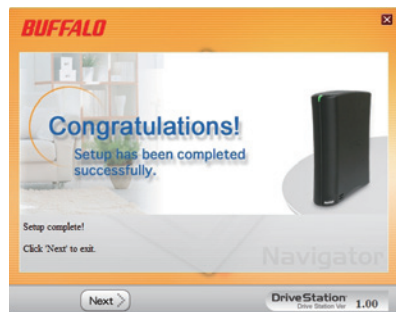 BUFFALO
Congratulations!
Setup has been completed
successfully.
Setup complete!
Click 'Next' to exit.
Navigator
Next
DriveStation
Drive Station Ver 1.00